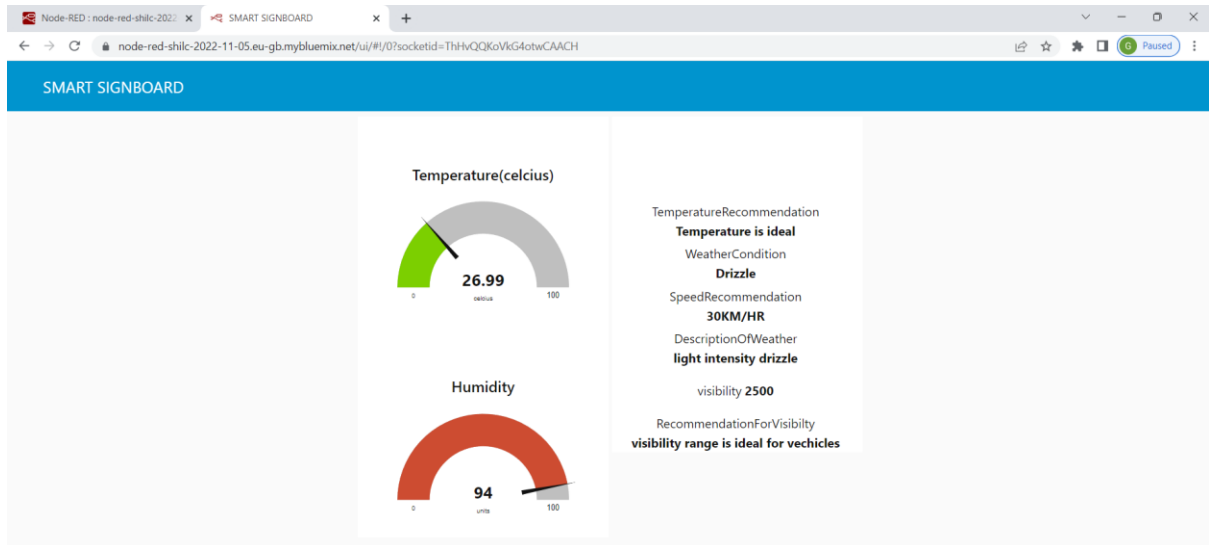 Node-RED : node-red-shilc-2022
SMART SIGNBOARD
node-red-shilc-2022-11-05.eu-gb.mybluemix.net/ui/#!/0?socketid=ThHvQQKoVkG4otwCAACH
G Paused
SMART SIGNBOARD
Temperature(celcius)
26.99
celcius
0
100
Humidity
94
units
0
100
TemperatureRecommendation
Temperature is ideal
WeatherCondition
Drizzle
SpeedRecommendation
30KM/HR
DescriptionOfWeather
light intensity drizzle
visibility 2500
RecommendationForVisibilty
visibility range is ideal for vechicles